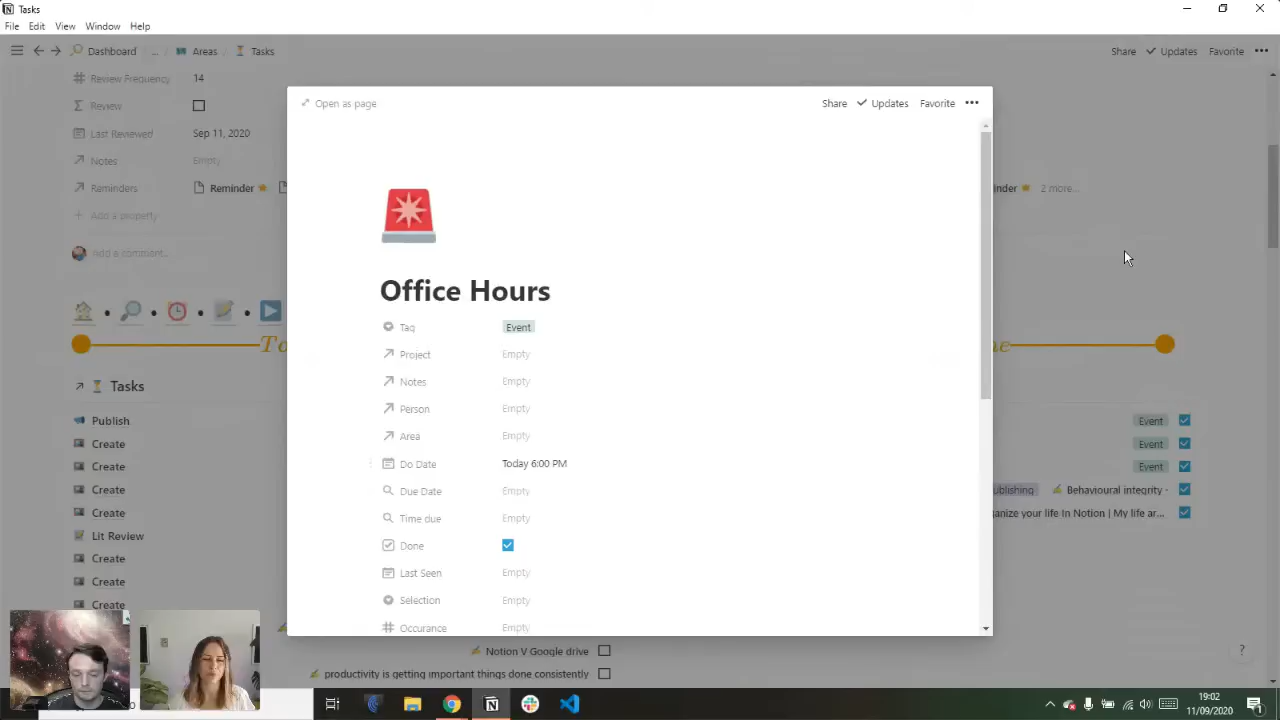 Tasks
File Edit View Window Help
Dashboard ... Areas / Tasks
Share Updates Favorite •••
Review Frequency 14
Review
Last Reviewed Sep 11, 2020
Notes Empty
Reminders Reminder
inder 2 more...
+ Add a property
Add a comment...
Open as page
Share Updates Favorite •••
Office Hours
Tag Event
Project Empty
Notes Empty
Person Empty
Area Empty
Do Date Today 6:00 PM
Due Date Empty
Time due Empty
Done
Last Seen Empty
Selection Empty
Occurance Empty
To
ne
Tasks
Publish Event
Create Event
Create Event
Create ublishing Behavioural integrity -
Create ganize your life In Notion | My life ar...
Lit Review
Create
Create
Create
Notion V Google drive
productivity is getting important things done consistently
?
19:02
11/09/2020